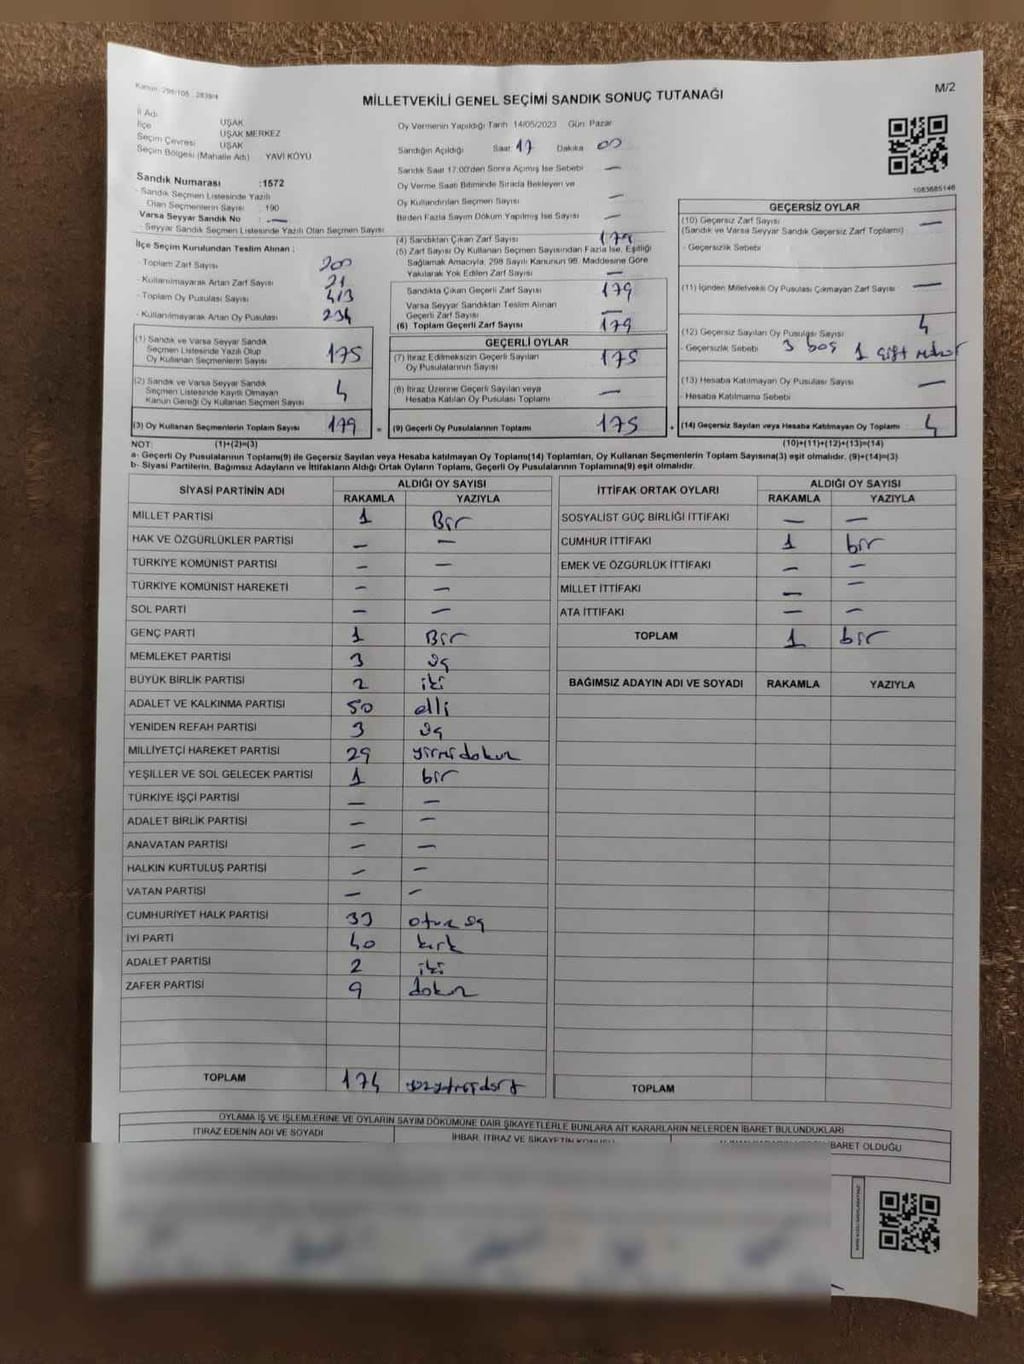 Kanun: 298/105 - 2839/4
M/2
MİLLETVEKİLİ GENEL SEÇİMİ SANDIK SONUÇ TUTANAĞI
İl Adı UŞAK
İlçe UŞAK MERKEZ
Seçim Çevresi UŞAK
Seçim Bölgesi (Mahalle Adı) YAVİ KÖYÜ
Sandık Numarası :1572
- Sandık Seçmen Listesinde Yazılı
Olan Seçmenlerin Sayısı : 190
Varsa Seyyar Sandık No : —
- Seyyar Sandık Seçmen Listesinde Yazılı Olan Seçmen Sayısı
İlçe Seçim Kurulundan Teslim Alınan :
- Toplam Zarf Sayısı 200
- Kullanılmayarak Artan Zarf Sayısı 21
- Toplam Oy Pusulası Sayısı 413
- Kullanılmayarak Artan Oy Pusulası 234
(1) Sandık ve Varsa Seyyar Sandık
Seçmen Listesinde Yazılı Olup
Oy Kullanan Seçmenlerin Sayısı 175
(2) Sandık ve Varsa Seyyar Sandık
Seçmen Listesinde Kayıtlı Olmayan
Kanun Gereği Oy Kullanan Seçmen Sayısı 4
(3) Oy Kullanan Seçmenlerin Toplam Sayısı 179
Oy Vermenin Yapıldığı Tarih 14/05/2023 Gün Pazar
Sandığın Açıldığı Saat 17 Dakika 00
Sandık Saat 17:00'den Sonra Açılmış İse Sebebi —
Oy Verme Saati Bitiminde Sırada Bekleyen ve
Oy Kullandırılan Seçmen Sayısı —
Birden Fazla Sayım Döküm Yapılmış İse Sayısı —
(4) Sandıktan Çıkan Zarf Sayısı 179
(5) Zarf Sayısı Oy Kullanan Seçmen Sayısından Fazla İse, Eşitliği
Sağlamak Amacıyla, 298 Sayılı Kanunun 98. Maddesine Göre
Yakılarak Yok Edilen Zarf Sayısı —
Sandıkta Çıkan Geçerli Zarf Sayısı 179
Varsa Seyyar Sandıktan Teslim Alınan
Geçerli Zarf Sayısı —
(6) Toplam Geçerli Zarf Sayısı 179
GEÇERLİ OYLAR
(7) İtiraz Edilmeksizin Geçerli Sayılan
Oy Pusulalarının Sayısı 175
(8) İtiraz Üzerine Geçerli Sayılan veya
Hesaba Katılan Oy Pusulası Toplamı —
= (9) Geçerli Oy Pusulalarının Toplamı 175
1083685146
GEÇERSİZ OYLAR
(10) Geçersiz Zarf Sayısı —
(Sandık ve Varsa Seyyar Sandık Geçersiz Zarf Toplamı)
- Geçersizlik Sebebi
(11) İçinden Milletvekili Oy Pusulası Çıkmayan Zarf Sayısı —
(12) Geçersiz Sayılan Oy Pusulası Sayısı 4
- Geçersizlik Sebebi 3 boş 1 çift mühür
(13) Hesaba Katılmayan Oy Pusulası Sayısı —
- Hesaba Katılmama Sebebi
+ (14) Geçersiz Sayılan veya Hesaba Katılmayan Oy Toplamı 4
NOT: (1)+(2)=(3) (10)+(11)+(12)+(13)=(14)
a- Geçerli Oy Pusulalarının Toplamı(9) ile Geçersiz Sayılan veya Hesaba Katılmayan Oy Toplamı(14) Toplamları, Oy Kullanan Seçmenlerin Toplam Sayısına(3) eşit olmalıdır. (9)+(14)=(3)
b- Siyasi Partilerin, Bağımsız Adayların ve İttifakların Aldığı Ortak Oyların Toplamı, Geçerli Oy Pusulalarının Toplamına(9) eşit olmalıdır.
SİYASİ PARTİNİN ADI ALDIĞI OY SAYISI
RAKAMLA YAZIYLA
MİLLET PARTİSİ 1 Bir
HAK VE ÖZGÜRLÜKLER PARTİSİ — —
TÜRKİYE KOMÜNİST PARTİSİ — —
TÜRKİYE KOMÜNİST HAREKETİ — —
SOL PARTİ — —
GENÇ PARTİ 1 Bir
MEMLEKET PARTİSİ 3 üç
BÜYÜK BİRLİK PARTİSİ 2 iki
ADALET VE KALKINMA PARTİSİ 50 elli
YENİDEN REFAH PARTİSİ 3 üç
MİLLİYETÇİ HAREKET PARTİSİ 29 yirmidokuz
YEŞİLLER VE SOL GELECEK PARTİSİ 1 bir
TÜRKİYE İŞÇİ PARTİSİ — —
ADALET BİRLİK PARTİSİ — —
ANAVATAN PARTİSİ — —
HALKIN KURTULUŞ PARTİSİ — —
VATAN PARTİSİ — —
CUMHURİYET HALK PARTİSİ 33 otuz üç
İYİ PARTİ 40 kırk
ADALET PARTİSİ 2 iki
ZAFER PARTİSİ 9 dokuz
TOPLAM 174 yüzyetmişdört
İTTİFAK ORTAK OYLARI ALDIĞI OY SAYISI
RAKAMLA YAZIYLA
SOSYALİST GÜÇ BİRLİĞİ İTTİFAKI — —
CUMHUR İTTİFAKI 1 bir
EMEK VE ÖZGÜRLÜK İTTİFAKI — —
MİLLET İTTİFAKI — —
ATA İTTİFAKI — —
TOPLAM 1 bir
BAĞIMSIZ ADAYIN ADI VE SOYADI RAKAMLA YAZIYLA
TOPLAM
OYLAMA İŞ VE İŞLEMLERİNE VE OYLARIN SAYIM DÖKÜMÜNE DAİR ŞİKAYETLERLE BUNLARA AİT KARARLARIN NELERDEN İBARET BULUNDUKLARI
İTİRAZ EDENİN ADI VE SOYADI
İHBAR, İTİRAZ VE ŞİKAYETİN KONUSU
İBARET OLDUĞU